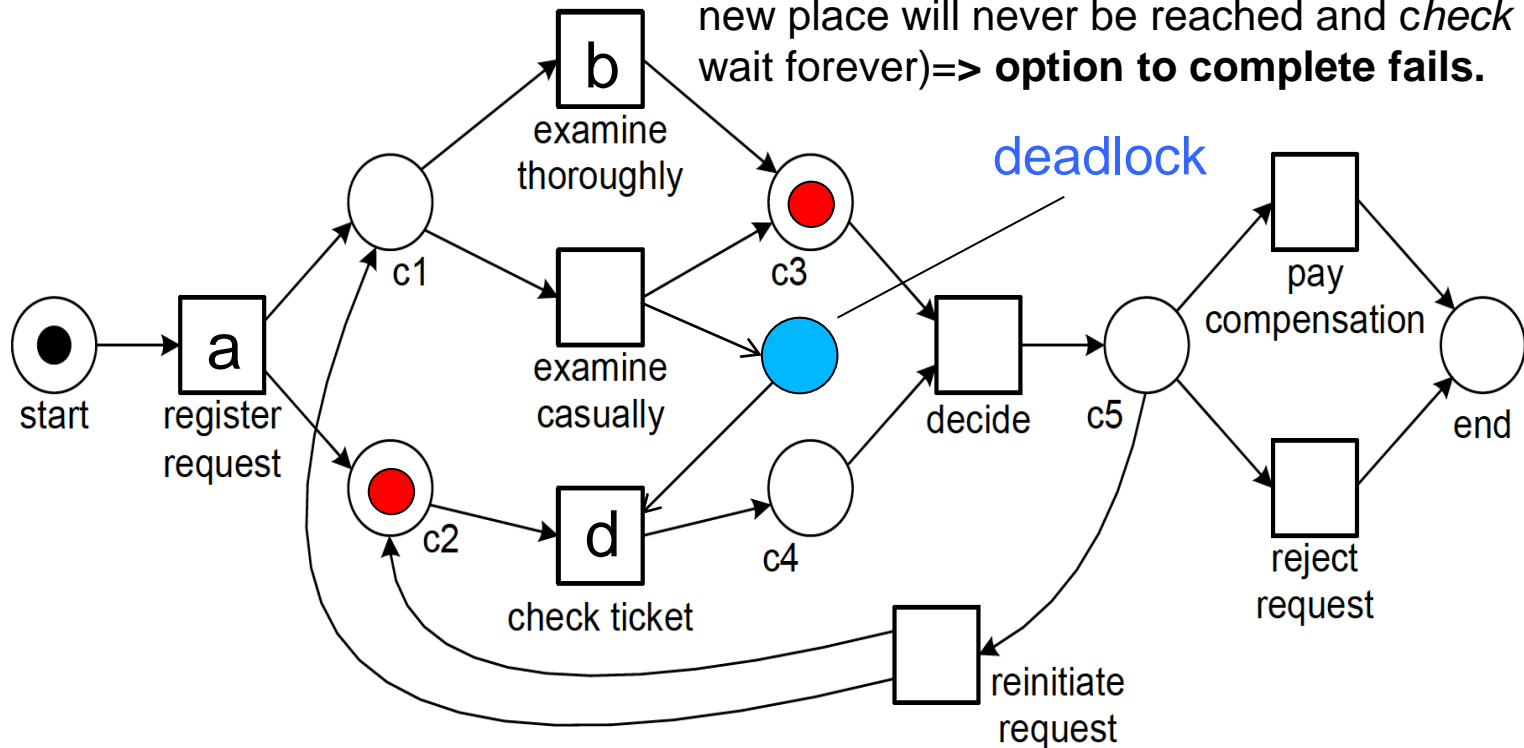 new place will never be reached and check
wait forever)=> option to complete fails.
b
examine
thoroughly
deadlock
c1
c3
pay
compensation
a
start
register
request
examine
casually
decide
c5
end
c2
d
c4
check ticket
reject
request
reinitiate
request